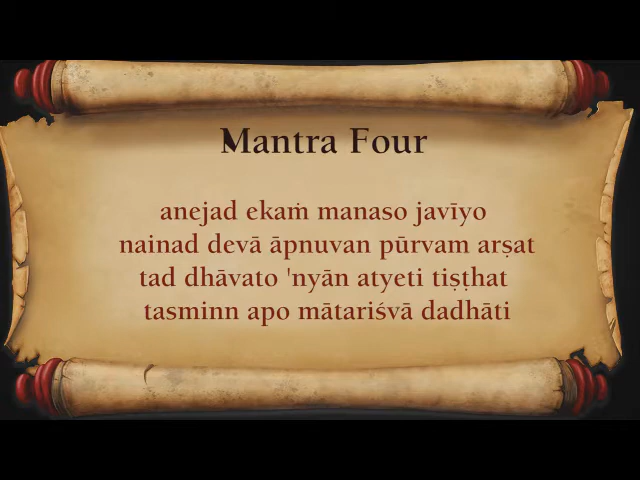 Mantra Four
anejad ekaṁ manaso javīyo
nainad devā āpnuvan pūrvam arṣat
tad dhāvato 'nyān atyeti tiṣṭhat
tasminn apo mātariśvā dadhāti